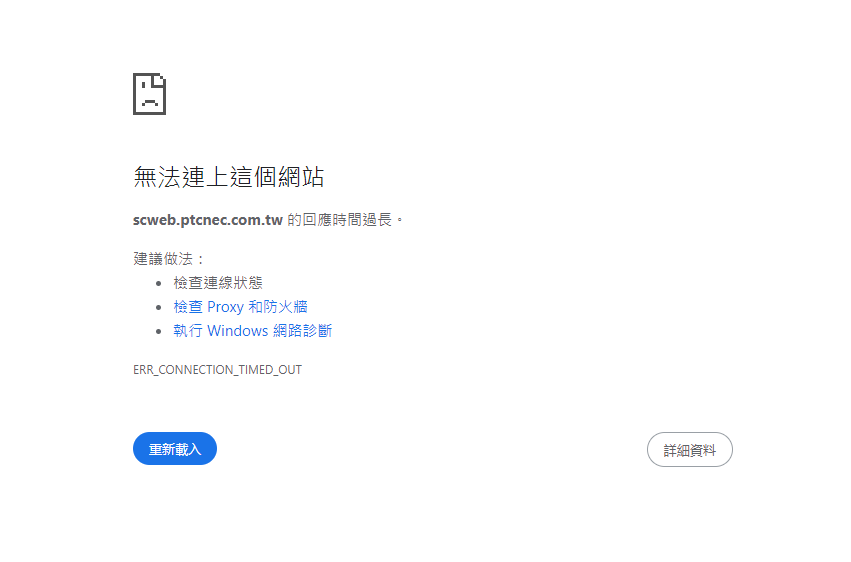 無法連上這個網站
scweb.ptcnec.com.tw 的回應時間過長。
建議做法：
檢查連線狀態
檢查 Proxy 和防火牆
執行 Windows 網路診斷
ERR_CONNECTION_TIMED_OUT
重新載入
詳細資料